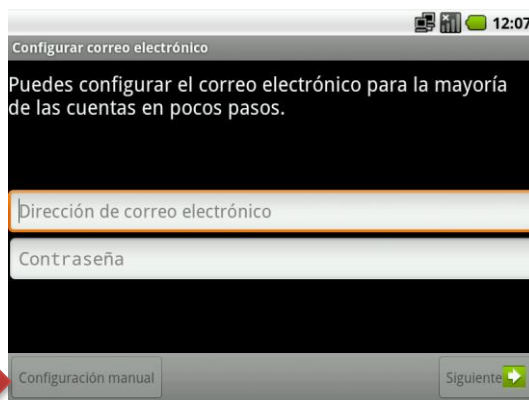 12:07
Configurar correo electrónico
Puedes configurar el correo electrónico para la mayoría
de las cuentas en pocos pasos.
Dirección de correo electrónico
Contraseña
Configuración manual
Siguiente